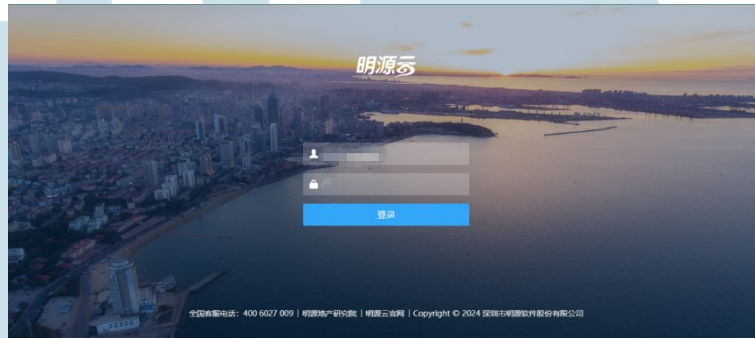 明源云
登录
全国客服电话：400 6027 009 | 明源地产研究院 | 明源云官网 | Copyright © 2024 深圳市明源软件股份有限公司